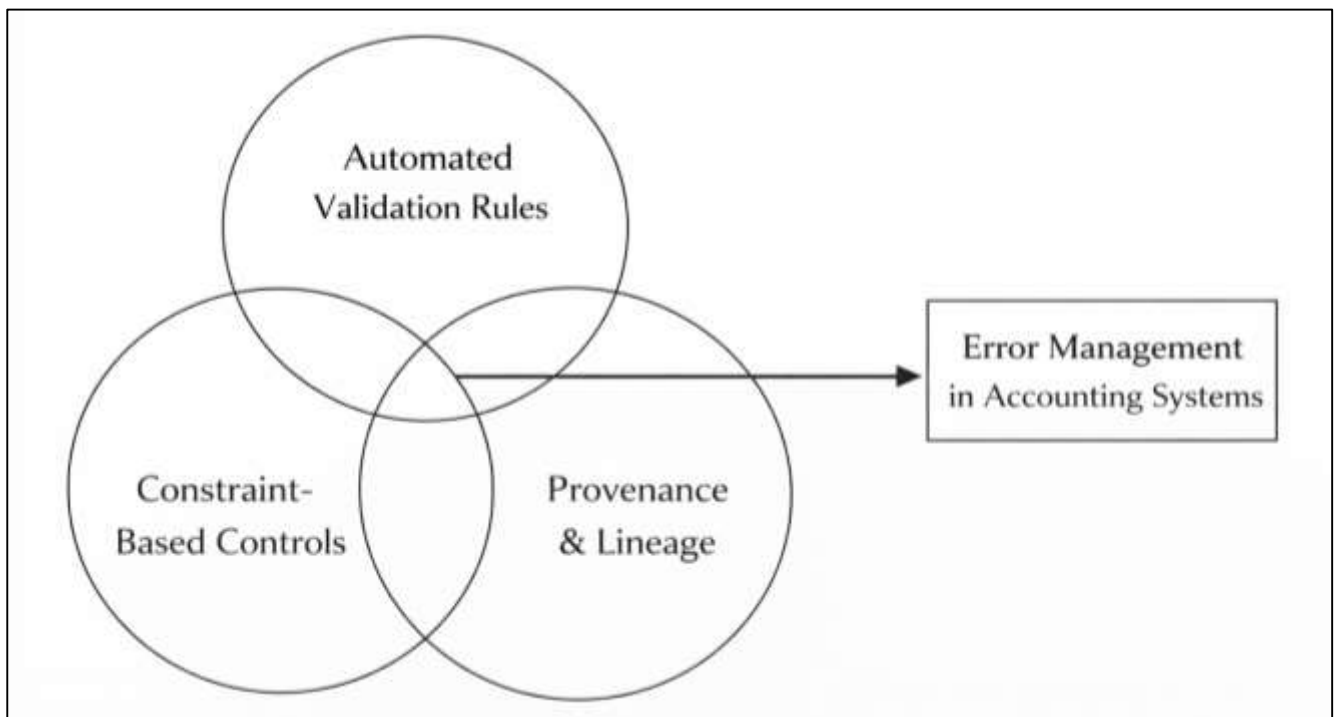 Automated
Validation Rules
Constraint-
Based Controls
Provenance
& Lineage
Error Management
in Accounting Systems